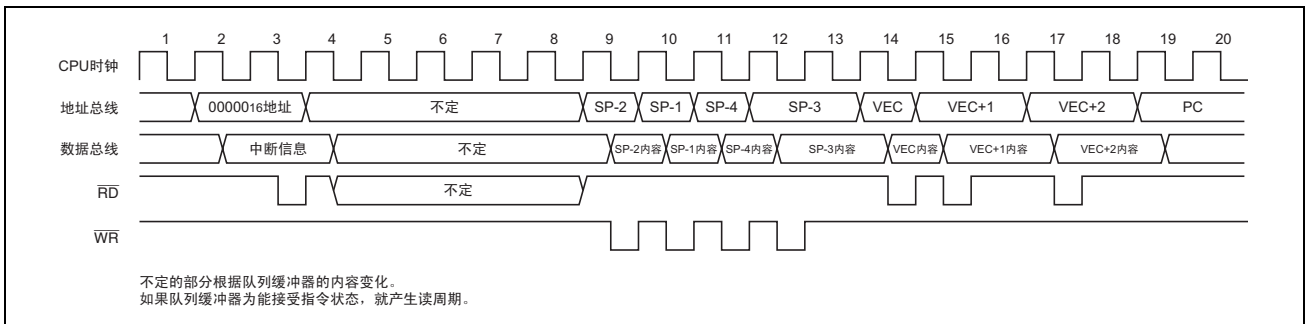 1 2 3 4 5 6 7 8 9 10 11 12 13 14 15 16 17 18 19 20
CPU时钟
地址总线 0000016地址 不定 SP-2 SP-1 SP-4 SP-3 VEC VEC+1 VEC+2 PC
数据总线 中断信息 不定 SP-2内容 SP-1内容 SP-4内容 SP-3内容 VEC内容 VEC+1内容 VEC+2内容
RD 不定
WR
不定的部分根据队列缓冲器的内容变化。
如果队列缓冲器为能接受指令状态，就产生读周期。